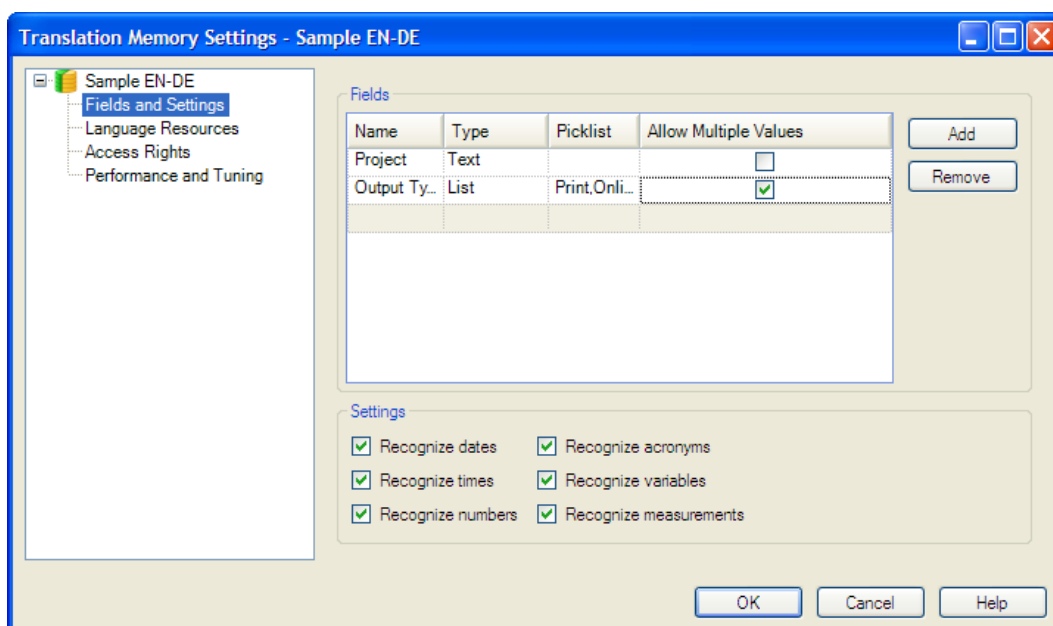 Translation Memory Settings - Sample EN-DE
Sample EN-DE
Fields and Settings
Language Resources
Access Rights
Performance and Tuning
Fields
Name Type Picklist Allow Multiple Values
Project Text
Output Ty... List Print,Onli...
Add
Remove
Settings
Recognize dates Recognize acronyms
Recognize times Recognize variables
Recognize numbers Recognize measurements
OK Cancel Help